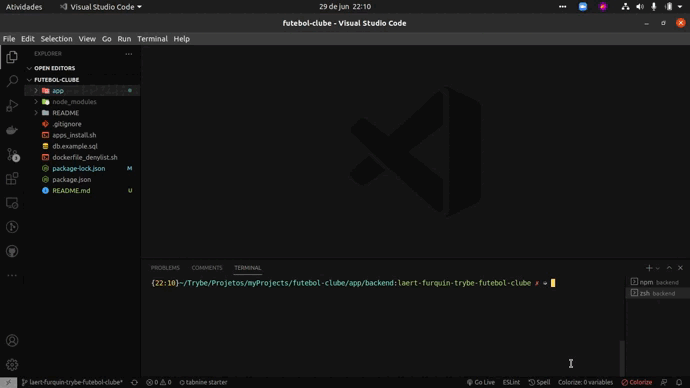 Atividades Visual Studio Code 29 de jun 22:10
futebol-clube - Visual Studio Code
File Edit Selection View Go Run Terminal Help
EXPLORER
OPEN EDITORS
FUTEBOL-CLUBE
app
node_modules
README
.gitignore
apps_install.sh
db.example.sql
dockerfile_denylist.sh
package-lock.json M
package.json
README.md U
PROBLEMS COMMENTS TERMINAL
{22:10}~/Trybe/Projetos/myProjects/futebol-clube/app/backend:laert-furquin-trybe-futebol-clube ✗
npm backend
zsh backend
laert-furquin-trybe-futebol-clube* 0 0 tabnine starter Go Live ESLint Spell Colorize: 0 variables Colorize